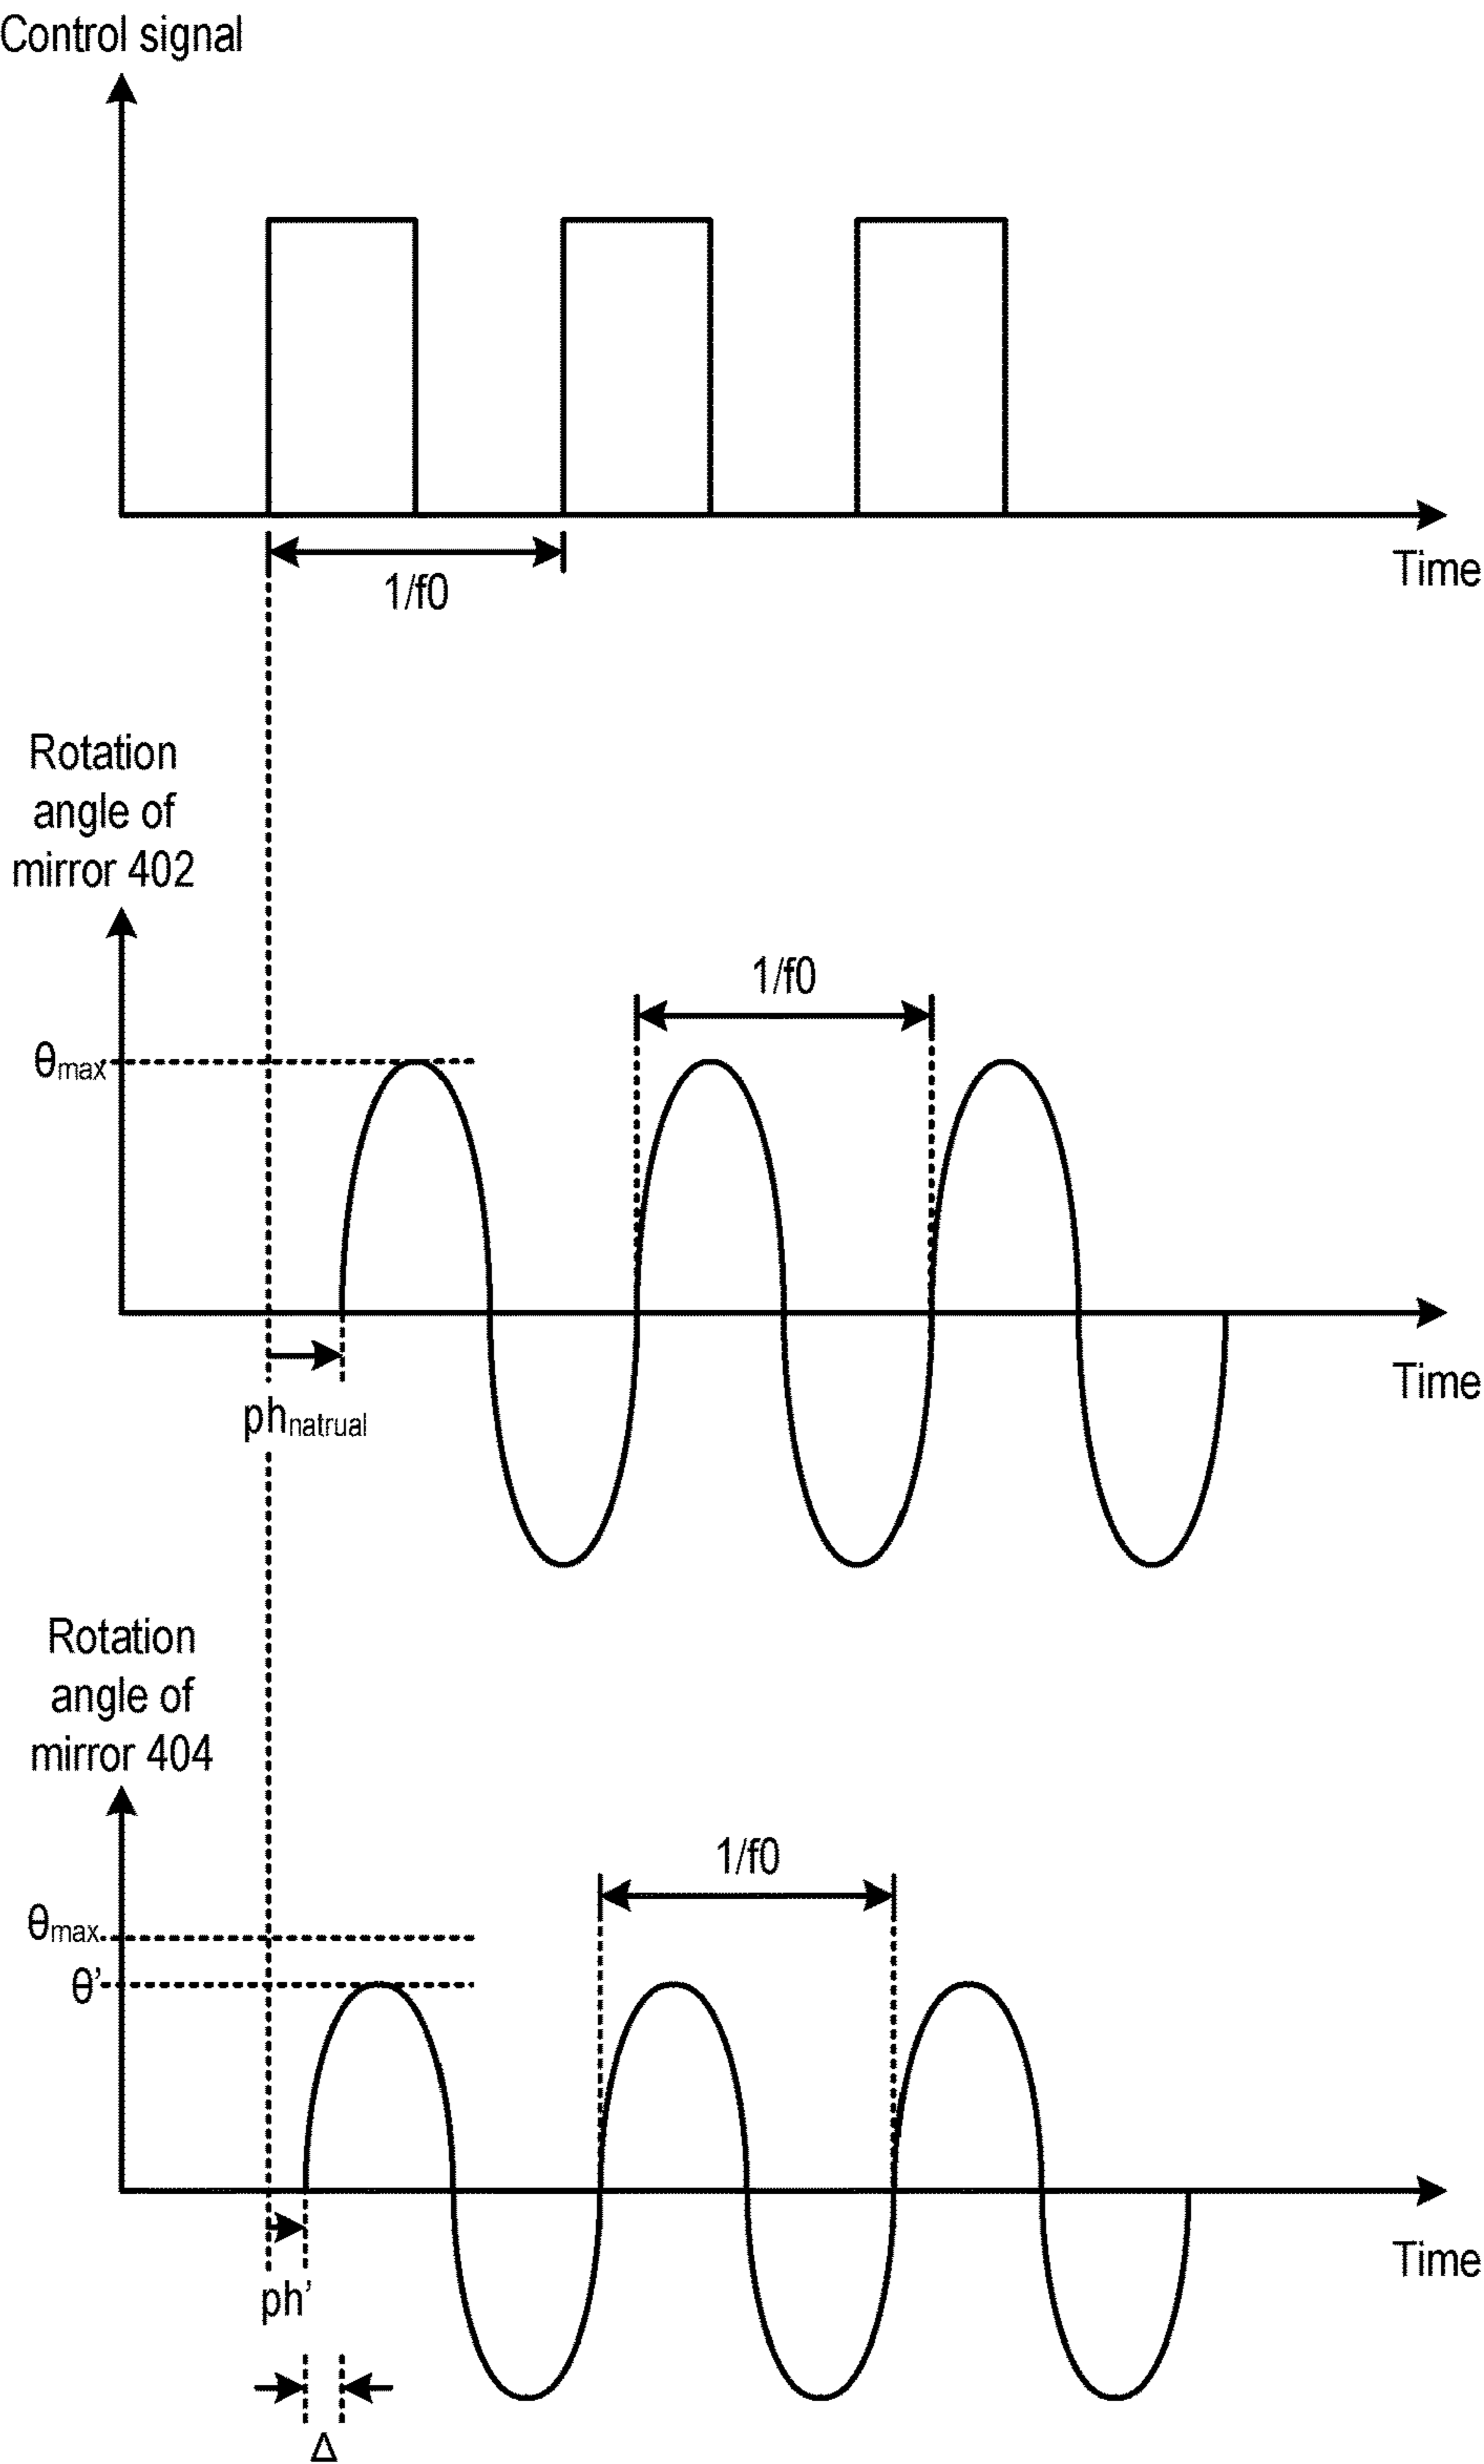 Control signal
1/f0
Time
Rotation
angle of
mirror 402
1/f0
θmax
Time
phnatrual
Rotation
angle of
mirror 404
1/f0
θmax
θ’
Time
ph’
Δ